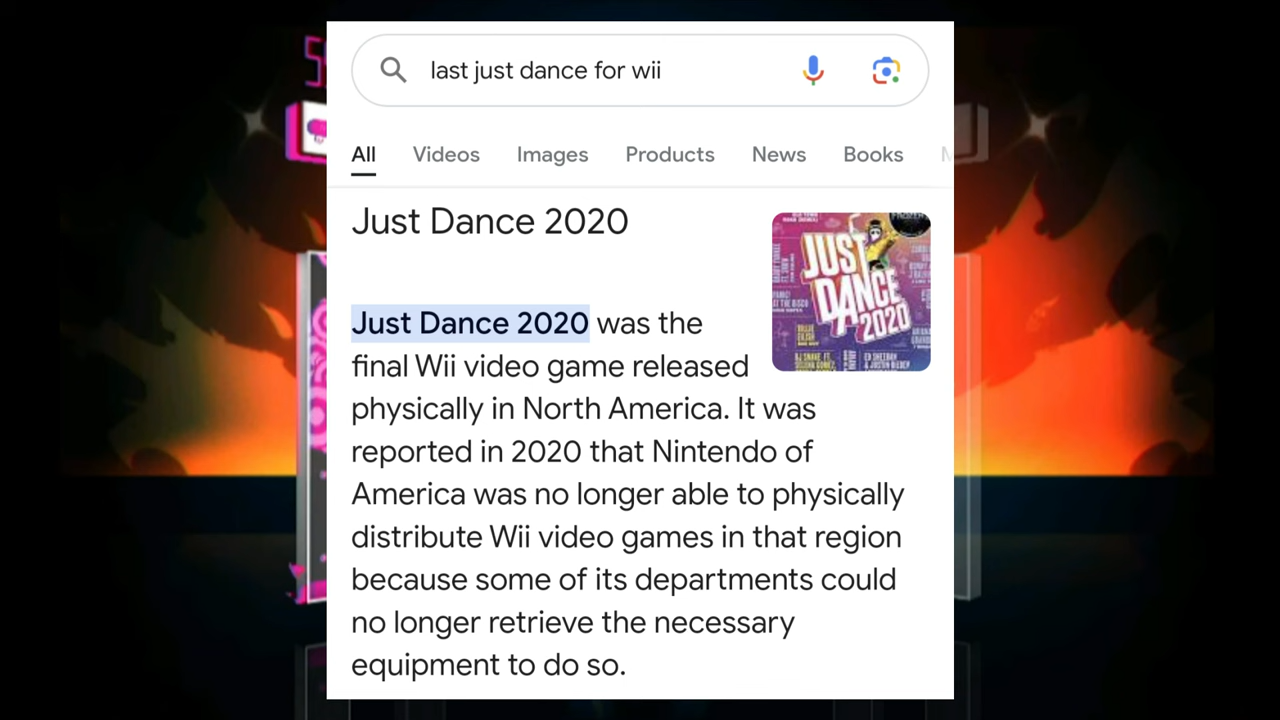 last just dance for wii
All Videos Images Products News Books
Just Dance 2020
JUST
DANCE
2020
Just Dance 2020 was the
final Wii video game released
physically in North America. It was
reported in 2020 that Nintendo of
America was no longer able to physically
distribute Wii video games in that region
because some of its departments could
no longer retrieve the necessary
equipment to do so.